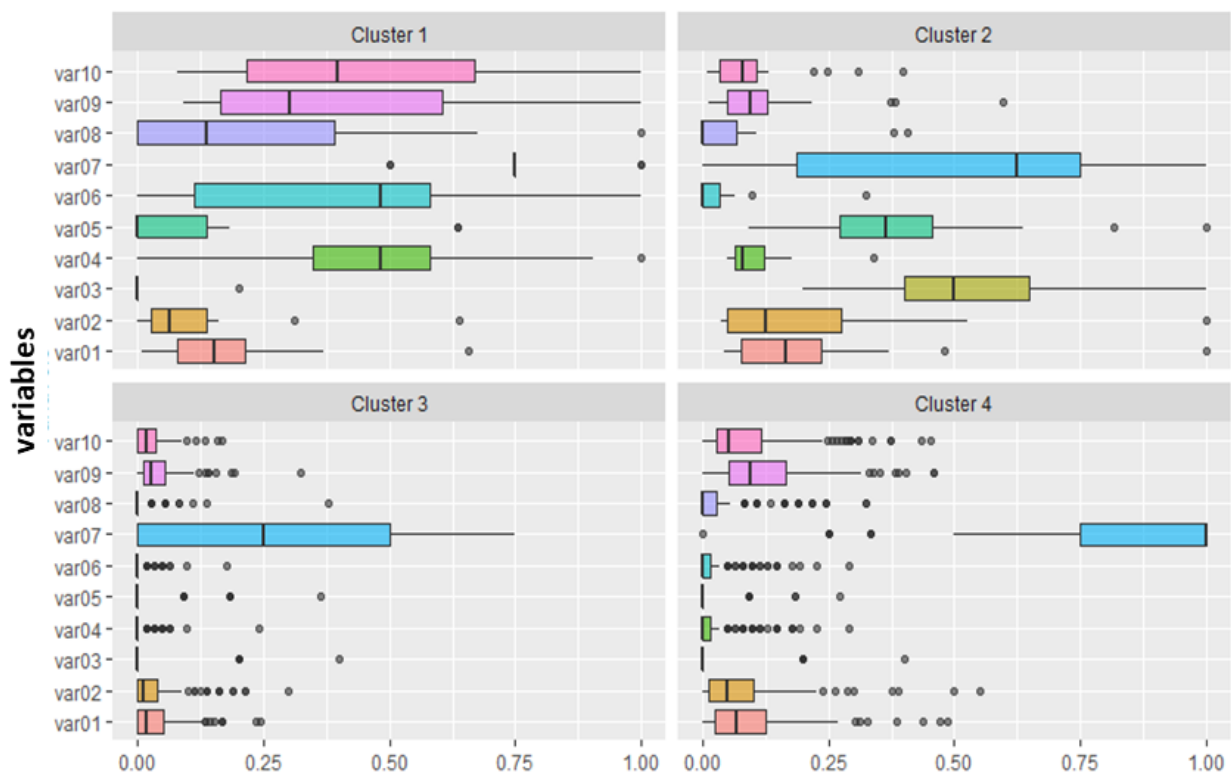 Cluster 1
Cluster 2
var10
var09
var08
var07
var06
var05
var04
var03
var02
var01
variables
Cluster 3
Cluster 4
var10
var09
var08
var07
var06
var05
var04
var03
var02
var01
0.00 0.25 0.50 0.75 1.00
0.00 0.25 0.50 0.75 1.00